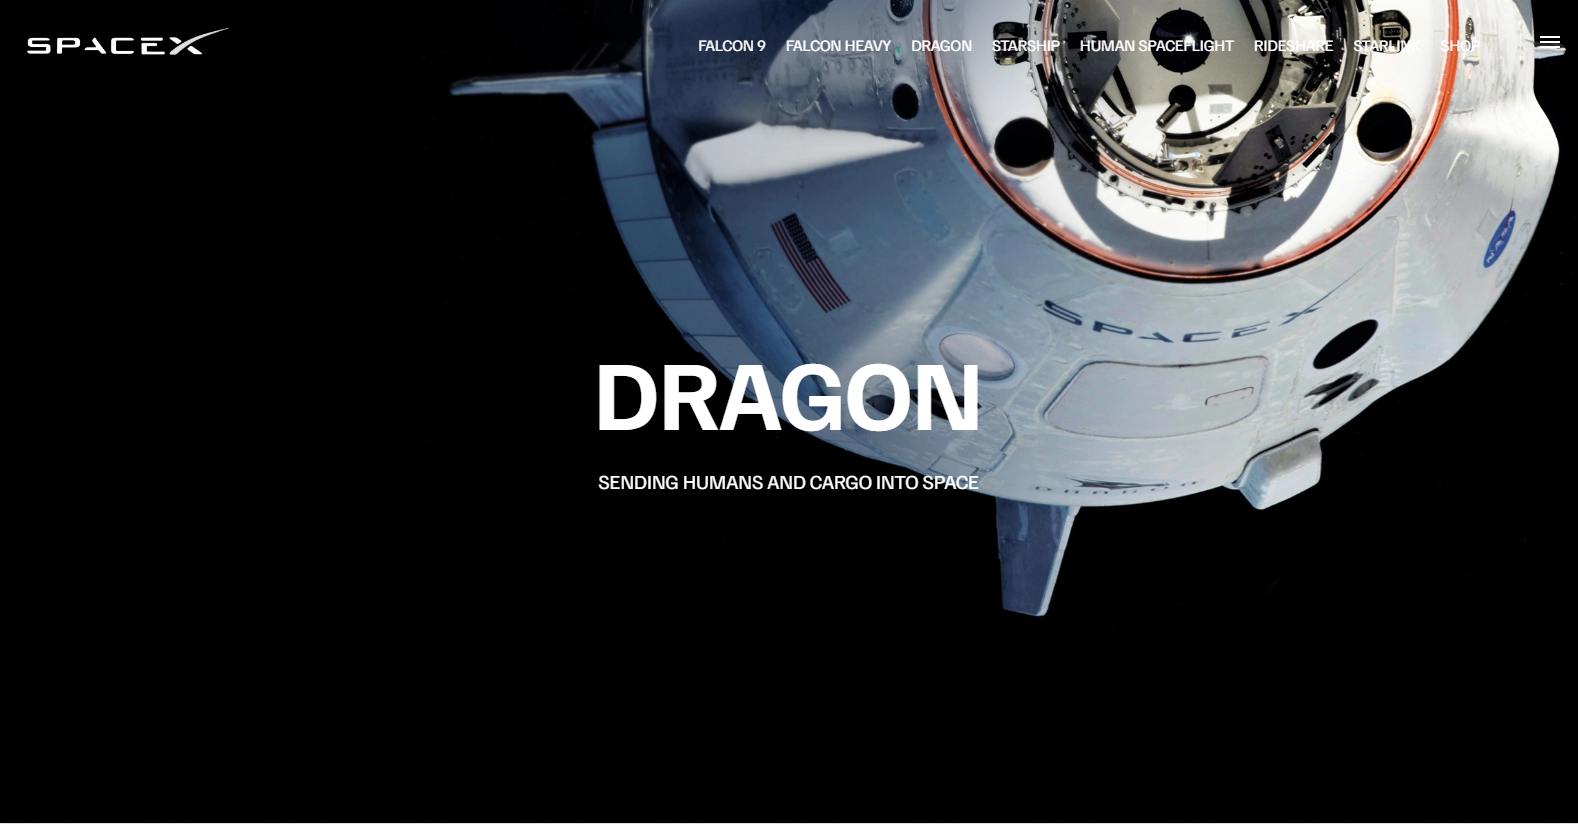 SPACEX
FALCON 9 FALCON HEAVY DRAGON STARSHIP HUMAN SPACEFLIGHT RIDESHARE STARLINK SHOP
NASA
SPACEX
DRAGON
SENDING HUMANS AND CARGO INTO SPACE
DRAGON